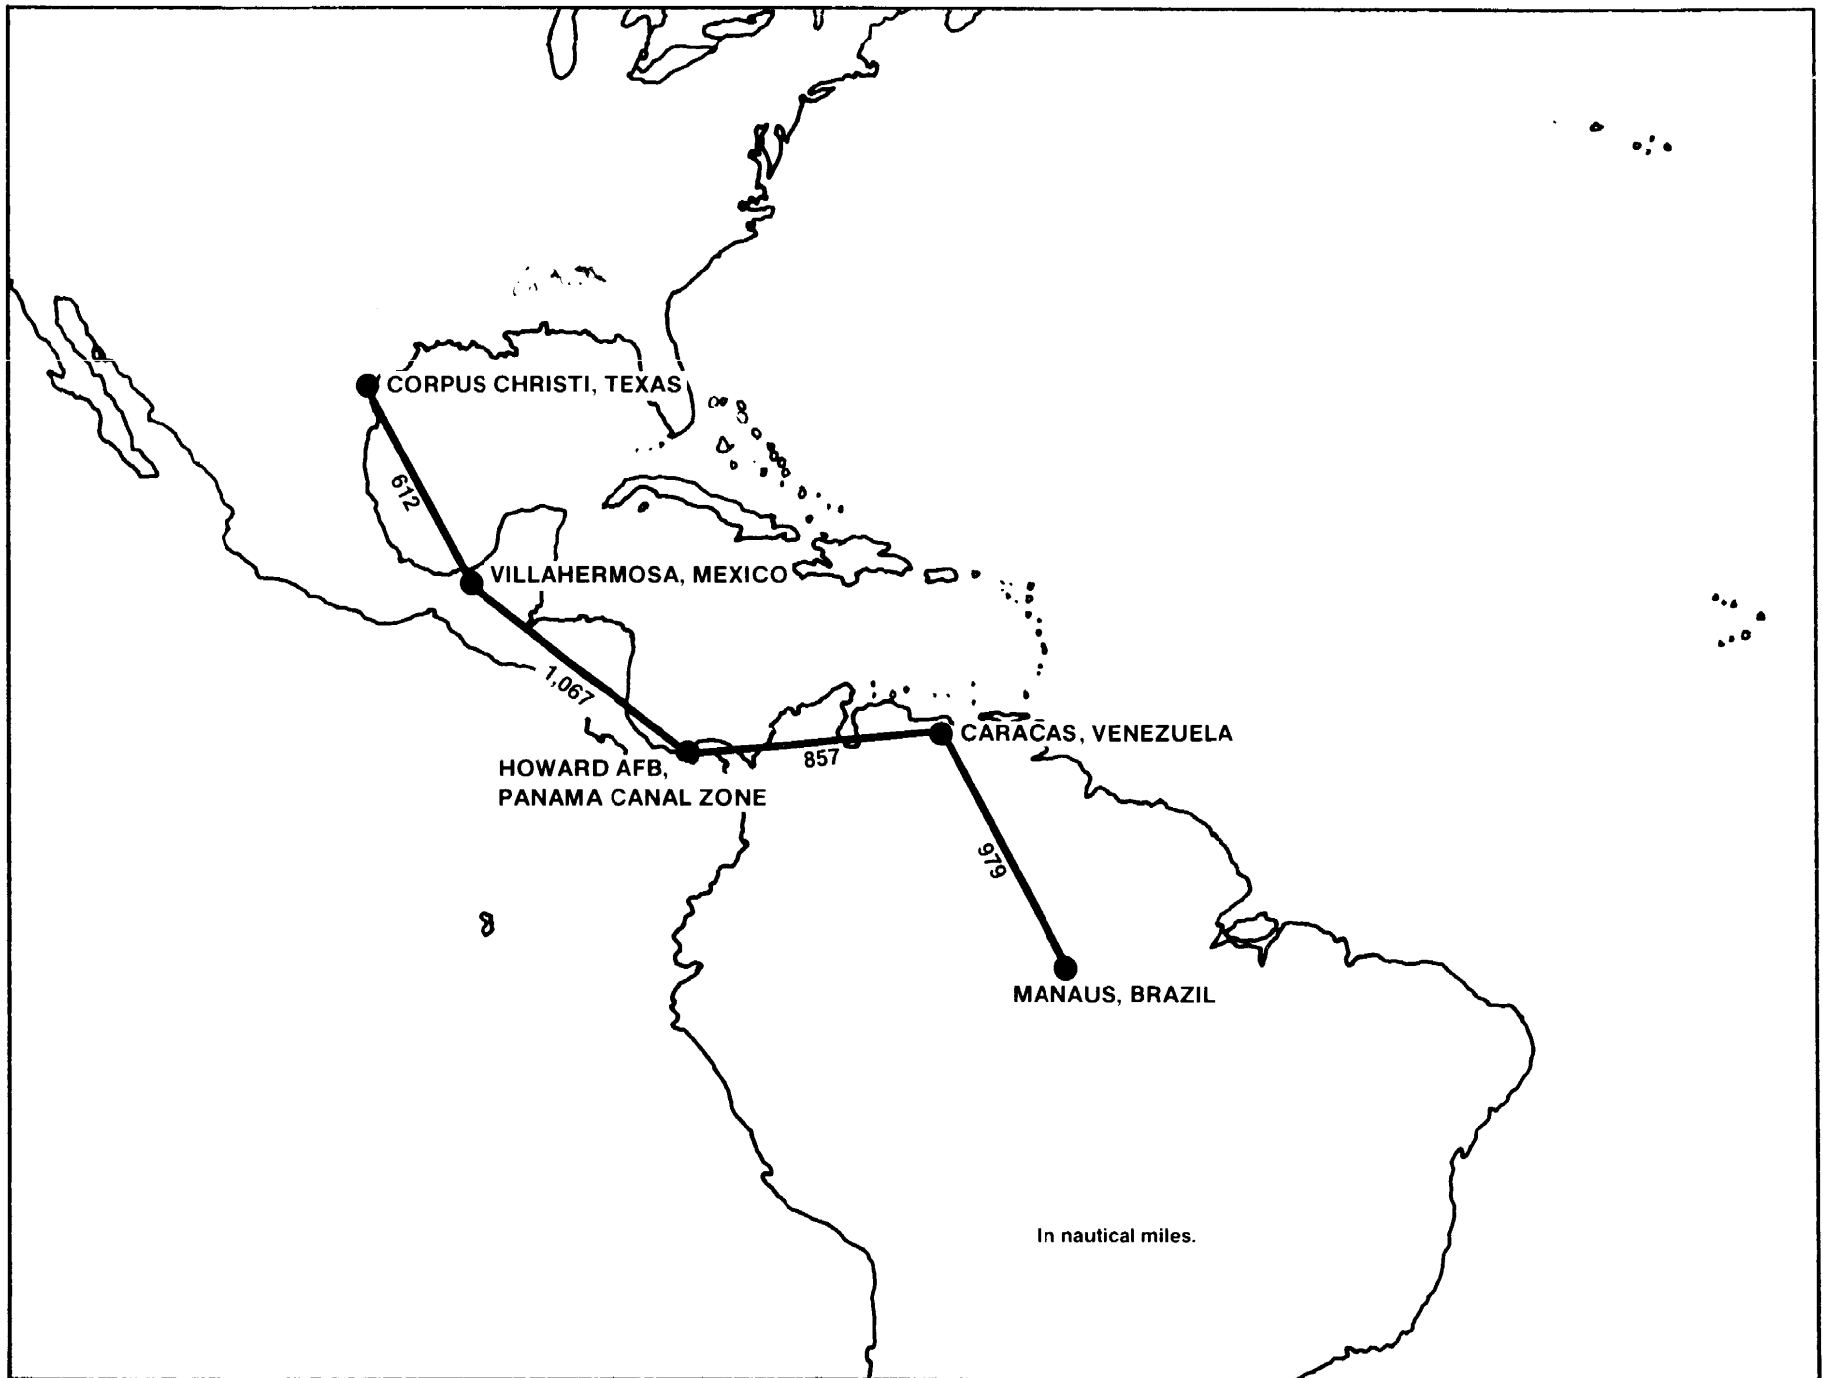 CORPUS CHRISTI, TEXAS
612
VILLAHERMOSA, MEXICO
1,067
HOWARD AFB,
PANAMA CANAL ZONE
857
CARACAS, VENEZUELA
979
MANAUS, BRAZIL
In nautical miles.